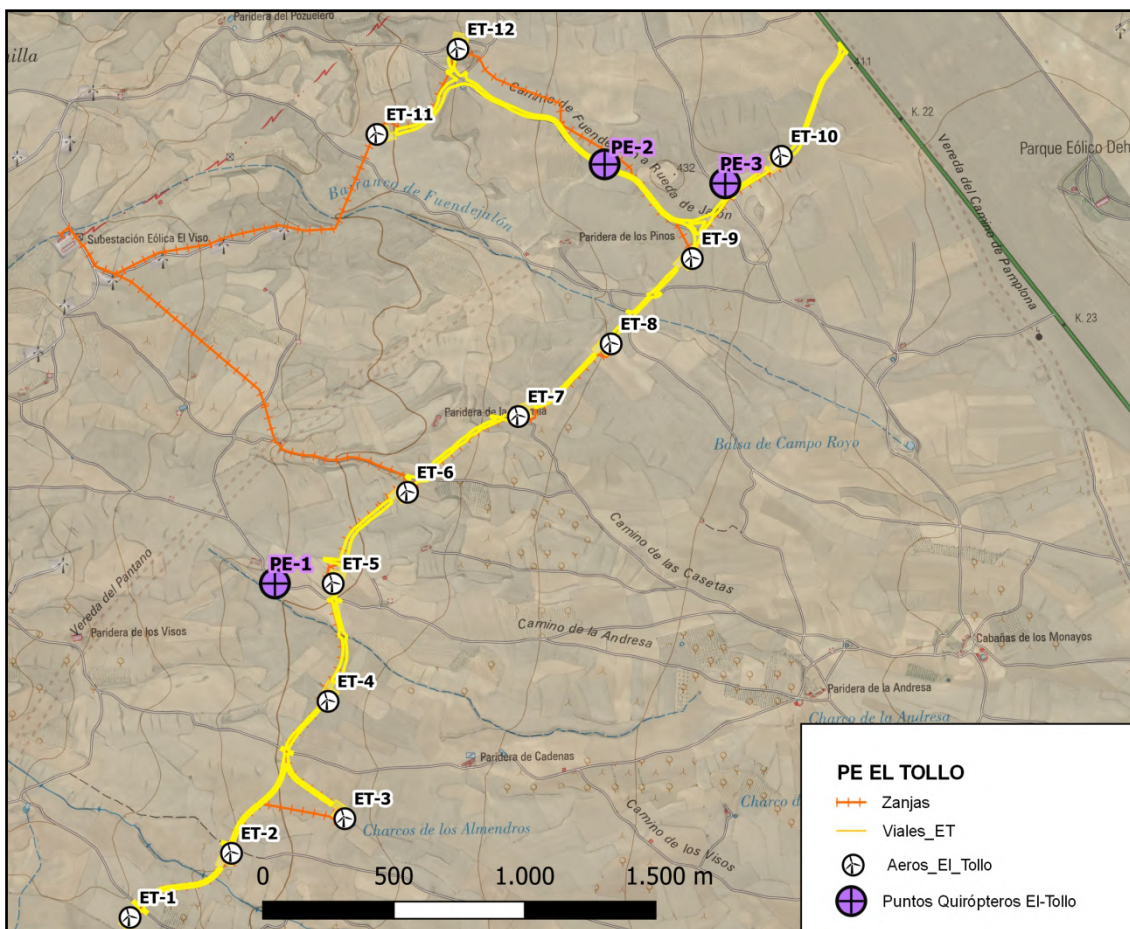 Paridera del Pozuelero
ET-12
illa
411
ET-11
Camino de Fuendejalón a Rueda de Jalón
K. 22
ET-10
PE-2
PE-3
432
Parque Eólico Deh
Vereda del Camino de Pamplona
Barranco de Fuendejalón
Subestación Eólica El Viso
Paridera de los Pinos
ET-9
ET-8
K. 23
ET-7
Paridera de la
Balsa de Campo Royo
ET-6
Camino de las Casetas
PE-1
ET-5
Vereda del Pantano
Paridera de los Visos
Camino de la Andresa
Cabañas de los Monayos
ET-4
Paridera de la Andresa
Charco de la Andresa
Paridera de Cadenas
ET-3
Charcos de los Almendros
Charco d
Camino de los Visos
ET-2
ET-1
0 500 1.000 1.500 m
PE EL TOLLO
Zanjas
Viales_ET
Aeros_El_Tollo
Puntos Quirópteros El-Tollo